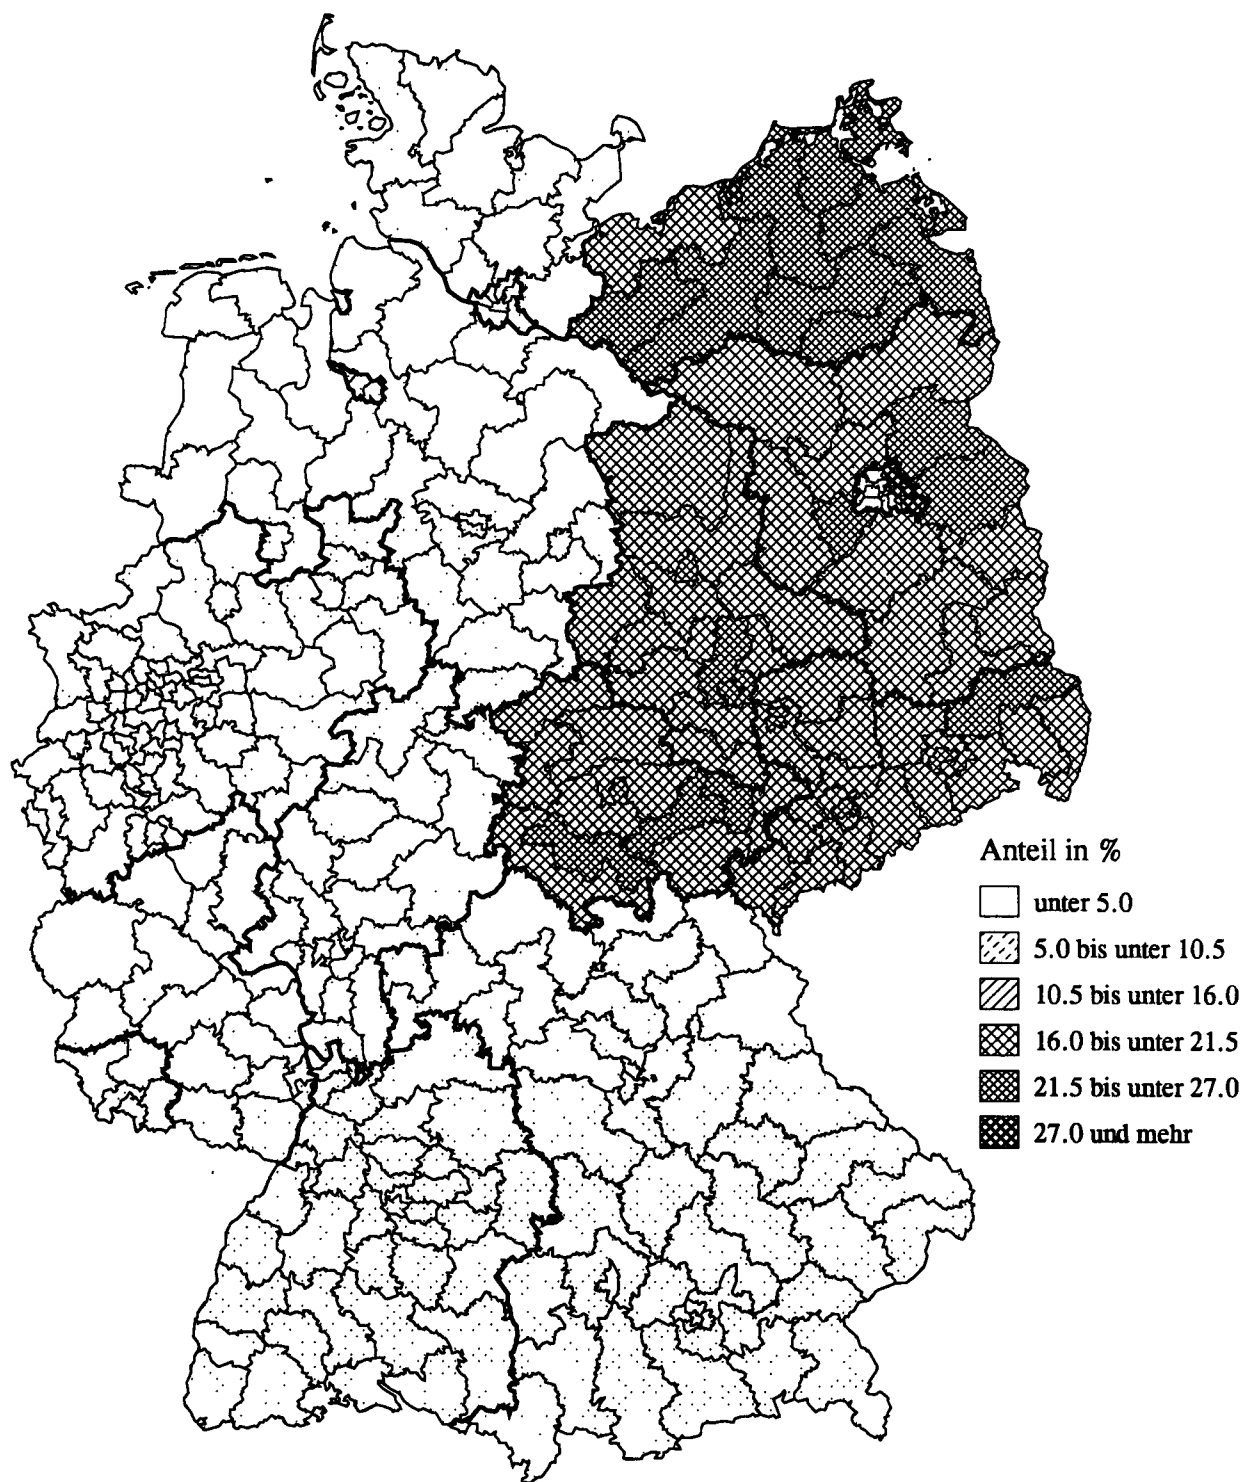 Anteil in %
unter 5.0
5.0 bis unter 10.5
10.5 bis unter 16.0
16.0 bis unter 21.5
21.5 bis unter 27.0
27.0 und mehr